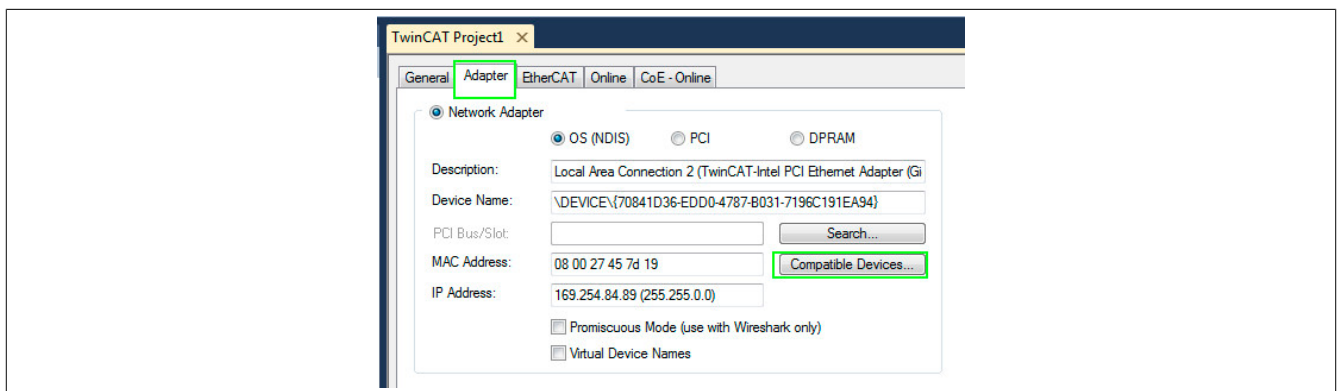 TwinCAT Project1 ×
General Adapter EtherCAT Online CoE - Online
Network Adapter
OS (NDIS) PCI DPRAM
Description: Local Area Connection 2 (TwinCAT-Intel PCI Ethernet Adapter (Gi
Device Name: \DEVICE\{70841D36-EDD0-4787-B031-7196C191EA94}
PCI Bus/Slot: Search...
MAC Address: 08 00 27 45 7d 19 Compatible Devices...
IP Address: 169.254.84.89 (255.255.0.0)
Promiscuous Mode (use with Wireshark only)
Virtual Device Names